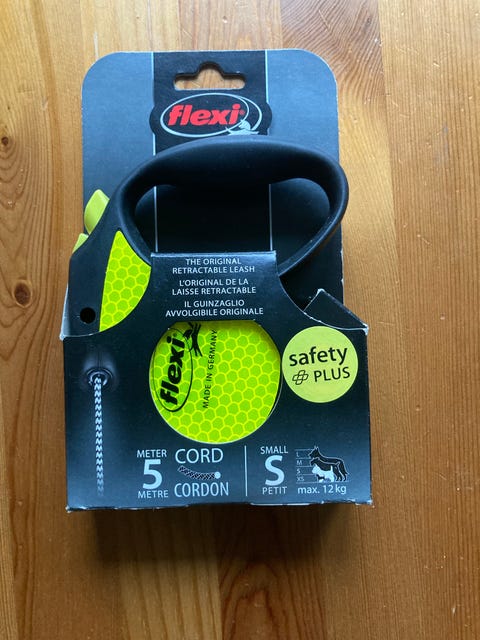 flexi®
THE ORIGINAL
RETRACTABLE LEASH
L'ORIGINAL DE LA
LAISSE RETRACTABLE
IL GUINZAGLIO
AVVOLGIBILE ORIGINALE
flexi
MADE IN GERMANY
safety
PLUS
METER
5
METRE
CORD
CORDON
SMALL
S
PETIT
L
M
S
XS
max. 12 kg